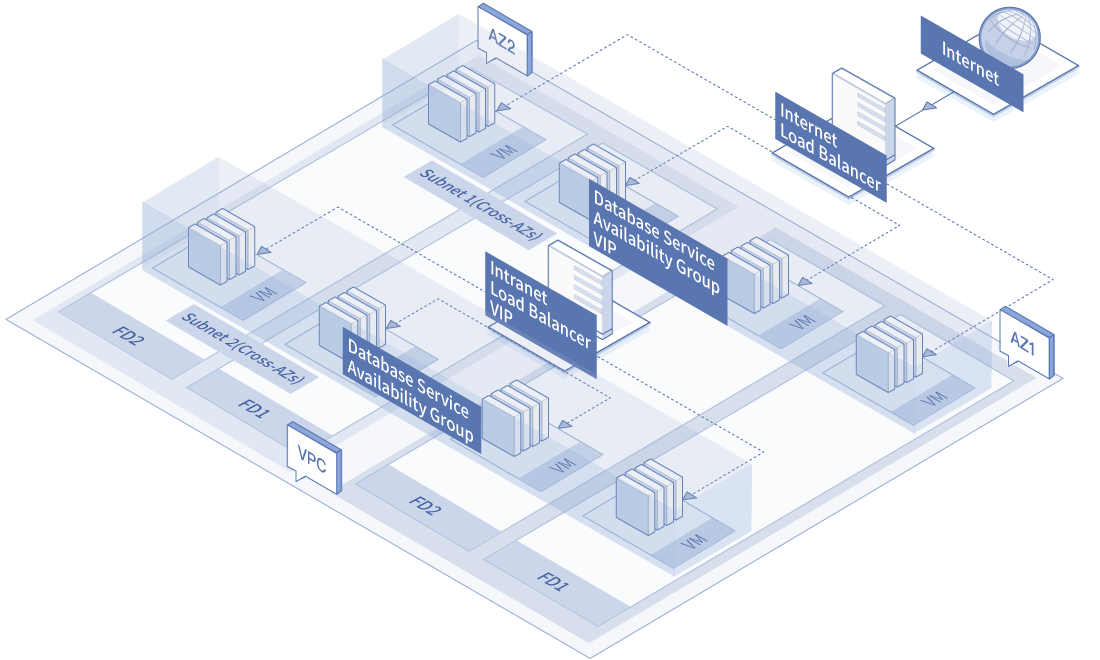 AZ2
Internet
Internet
Load Balancer
VM
Subnet 1(Cross-AZs)
Database Service
Availability Group
VIP
Intranet
Load Balancer
VIP
VM
VM
AZ1
Subnet 2(Cross-AZs)
FD2
Database Service
Availability Group
VM
FD1
VPC
VM
FD2
VM
FD1